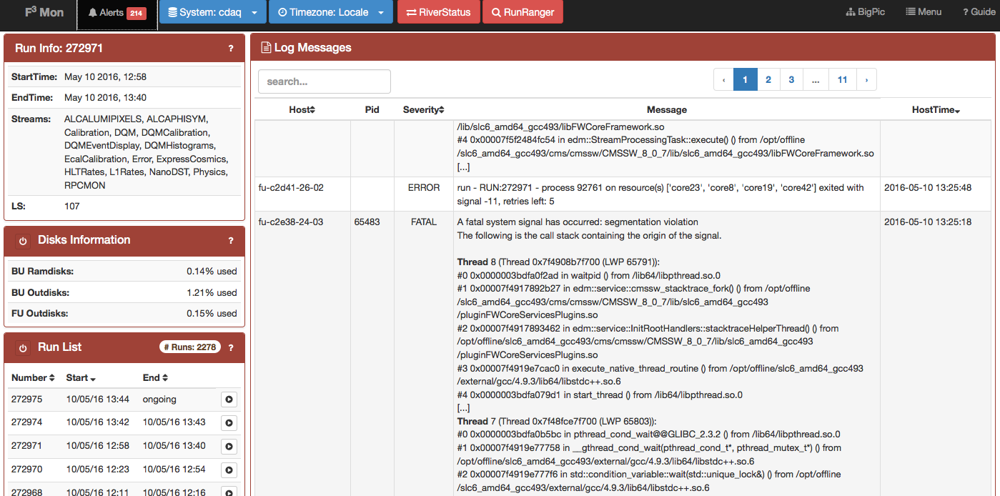 F3 Mon
Alerts 214
System: cdaq
Timezone: Locale
RiverStatus
RunRanger
BigPic
Menu
? Guide
Run Info: 272971 ?
StartTime: May 10 2016, 12:58
EndTime: May 10 2016, 13:40
Streams: ALCALUMIPIXELS, ALCAPHISYM,
Calibration, DQM, DQMCalibration,
DQMEventDisplay, DQMHistograms,
EcalCalibration, Error, ExpressCosmics,
HLTRates, L1Rates, NanoDST, Physics,
RPCMON
LS: 107
Disks Information ?
BU Ramdisks: 0.14% used
BU Outdisks: 1.21% used
FU Outdisks: 0.15% used
Run List # Runs: 2278 ?
Number Start End
272975 10/05/16 13:44 ongoing
272974 10/05/16 13:42 10/05/16 13:43
272971 10/05/16 12:58 10/05/16 13:40
272970 10/05/16 12:23 10/05/16 12:54
272968 10/05/16 12:11 10/05/16 12:16
Log Messages
search...
‹ 1 2 3 ... 11 ›
Host Pid Severity Message HostTime
/lib/slc6_amd64_gcc493/libFWCoreFramework.so
#4 0x00007f5f2484fc54 in edm::StreamProcessingTask::execute() () from /opt/offline
/slc6_amd64_gcc493/cms/cmssw/CMSSW_8_0_7/lib/slc6_amd64_gcc493/libFWCoreFramework.so
[...]
fu-c2d41-26-02 ERROR run - RUN:272971 - process 92761 on resource(s) ['core23', 'core8', 'core19', 'core42'] exited with 2016-05-10 13:25:48
signal -11, retries left: 5
fu-c2e38-24-03 65483 FATAL A fatal system signal has occurred: segmentation violation 2016-05-10 13:25:18
The following is the call stack containing the origin of the signal.
Thread 8 (Thread 0x7f4908b7f700 (LWP 65791)):
#0 0x0000003bdfa0f2ad in waitpid () from /lib64/libpthread.so.0
#1 0x00007f4917892b27 in edm::service::cmssw_stacktrace_fork() () from /opt/offline
/slc6_amd64_gcc493/cms/cmssw/CMSSW_8_0_7/lib/slc6_amd64_gcc493
/pluginFWCoreServicesPlugins.so
#2 0x00007f4917893462 in edm::service::InitRootHandlers::stacktraceHelperThread() () from
/opt/offline/slc6_amd64_gcc493/cms/cmssw/CMSSW_8_0_7/lib/slc6_amd64_gcc493
/pluginFWCoreServicesPlugins.so
#3 0x00007f4919e7cac0 in execute_native_thread_routine () from /opt/offline/slc6_amd64_gcc493
/external/gcc/4.9.3/lib64/libstdc++.so.6
#4 0x0000003bdfa079d1 in start_thread () from /lib64/libpthread.so.0
[...]
Thread 7 (Thread 0x7f48fce7f700 (LWP 65803)):
#0 0x0000003bdfa0b5bc in pthread_cond_wait@@GLIBC_2.3.2 () from /lib64/libpthread.so.0
#1 0x00007f4919e77758 in __gthread_cond_wait(pthread_cond_t*, pthread_mutex_t*) () from
/opt/offline/slc6_amd64_gcc493/external/gcc/4.9.3/lib64/libstdc++.so.6
#2 0x00007f4919e777f6 in std::condition_variable::wait(std::unique_lock&) () from /opt/offline
/slc6_amd64_gcc493/external/gcc/4.9.3/lib64/libstdc++.so.6